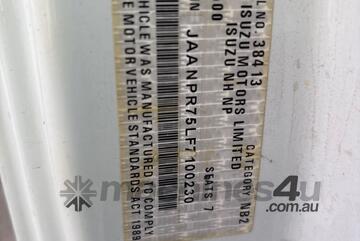 L NO. 38413
ISUZU MOTORS LIMITED
ISUZU NH NP
CATEGORY NB2
00
JAANPR75LF7100230
SEATS 7
EHICLE WAS MANUFACTURED TO COMPLY
E MOTOR VEHICLE STANDARDS ACT 1989
machines4u
.com.au